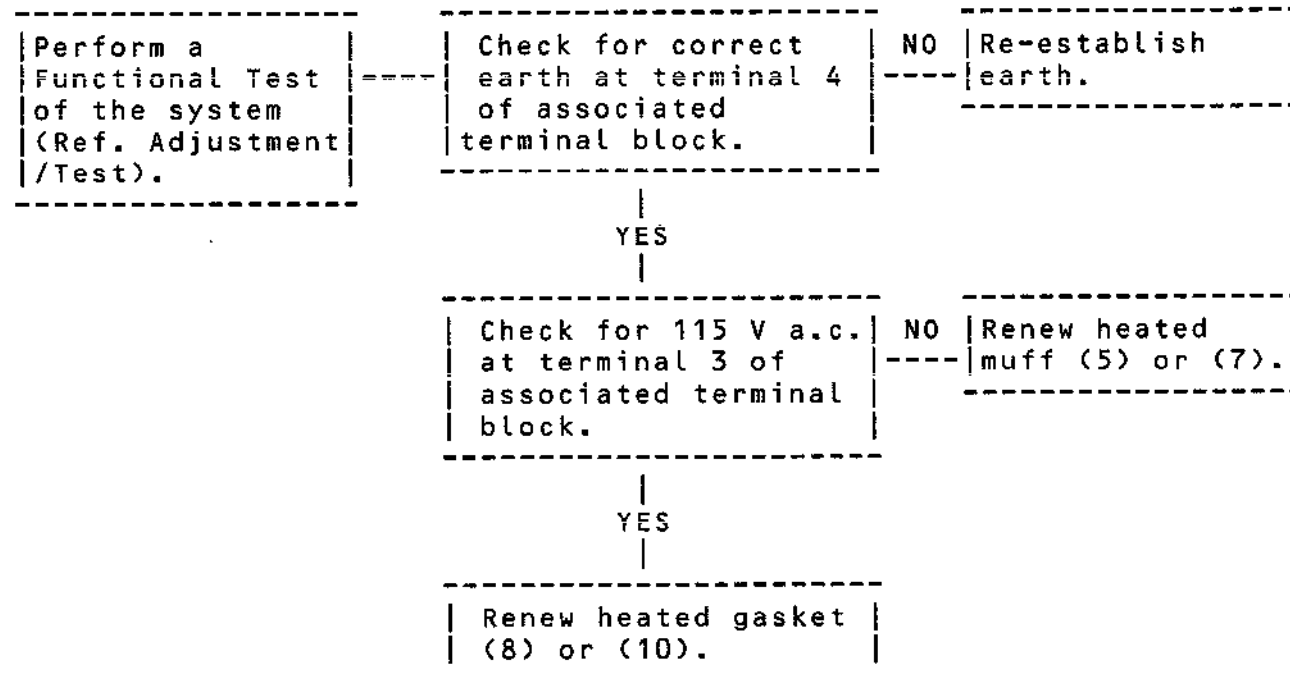 Perform a
Functional Test
of the system
(Ref. Adjustment
/Test).
Check for correct
earth at terminal 4
of associated
terminal block.
NO
Re-establish
earth.
YES
Check for 115 V a.c.
at terminal 3 of
associated terminal
block.
NO
Renew heated
muff (5) or (7).
YES
Renew heated gasket
(8) or (10).